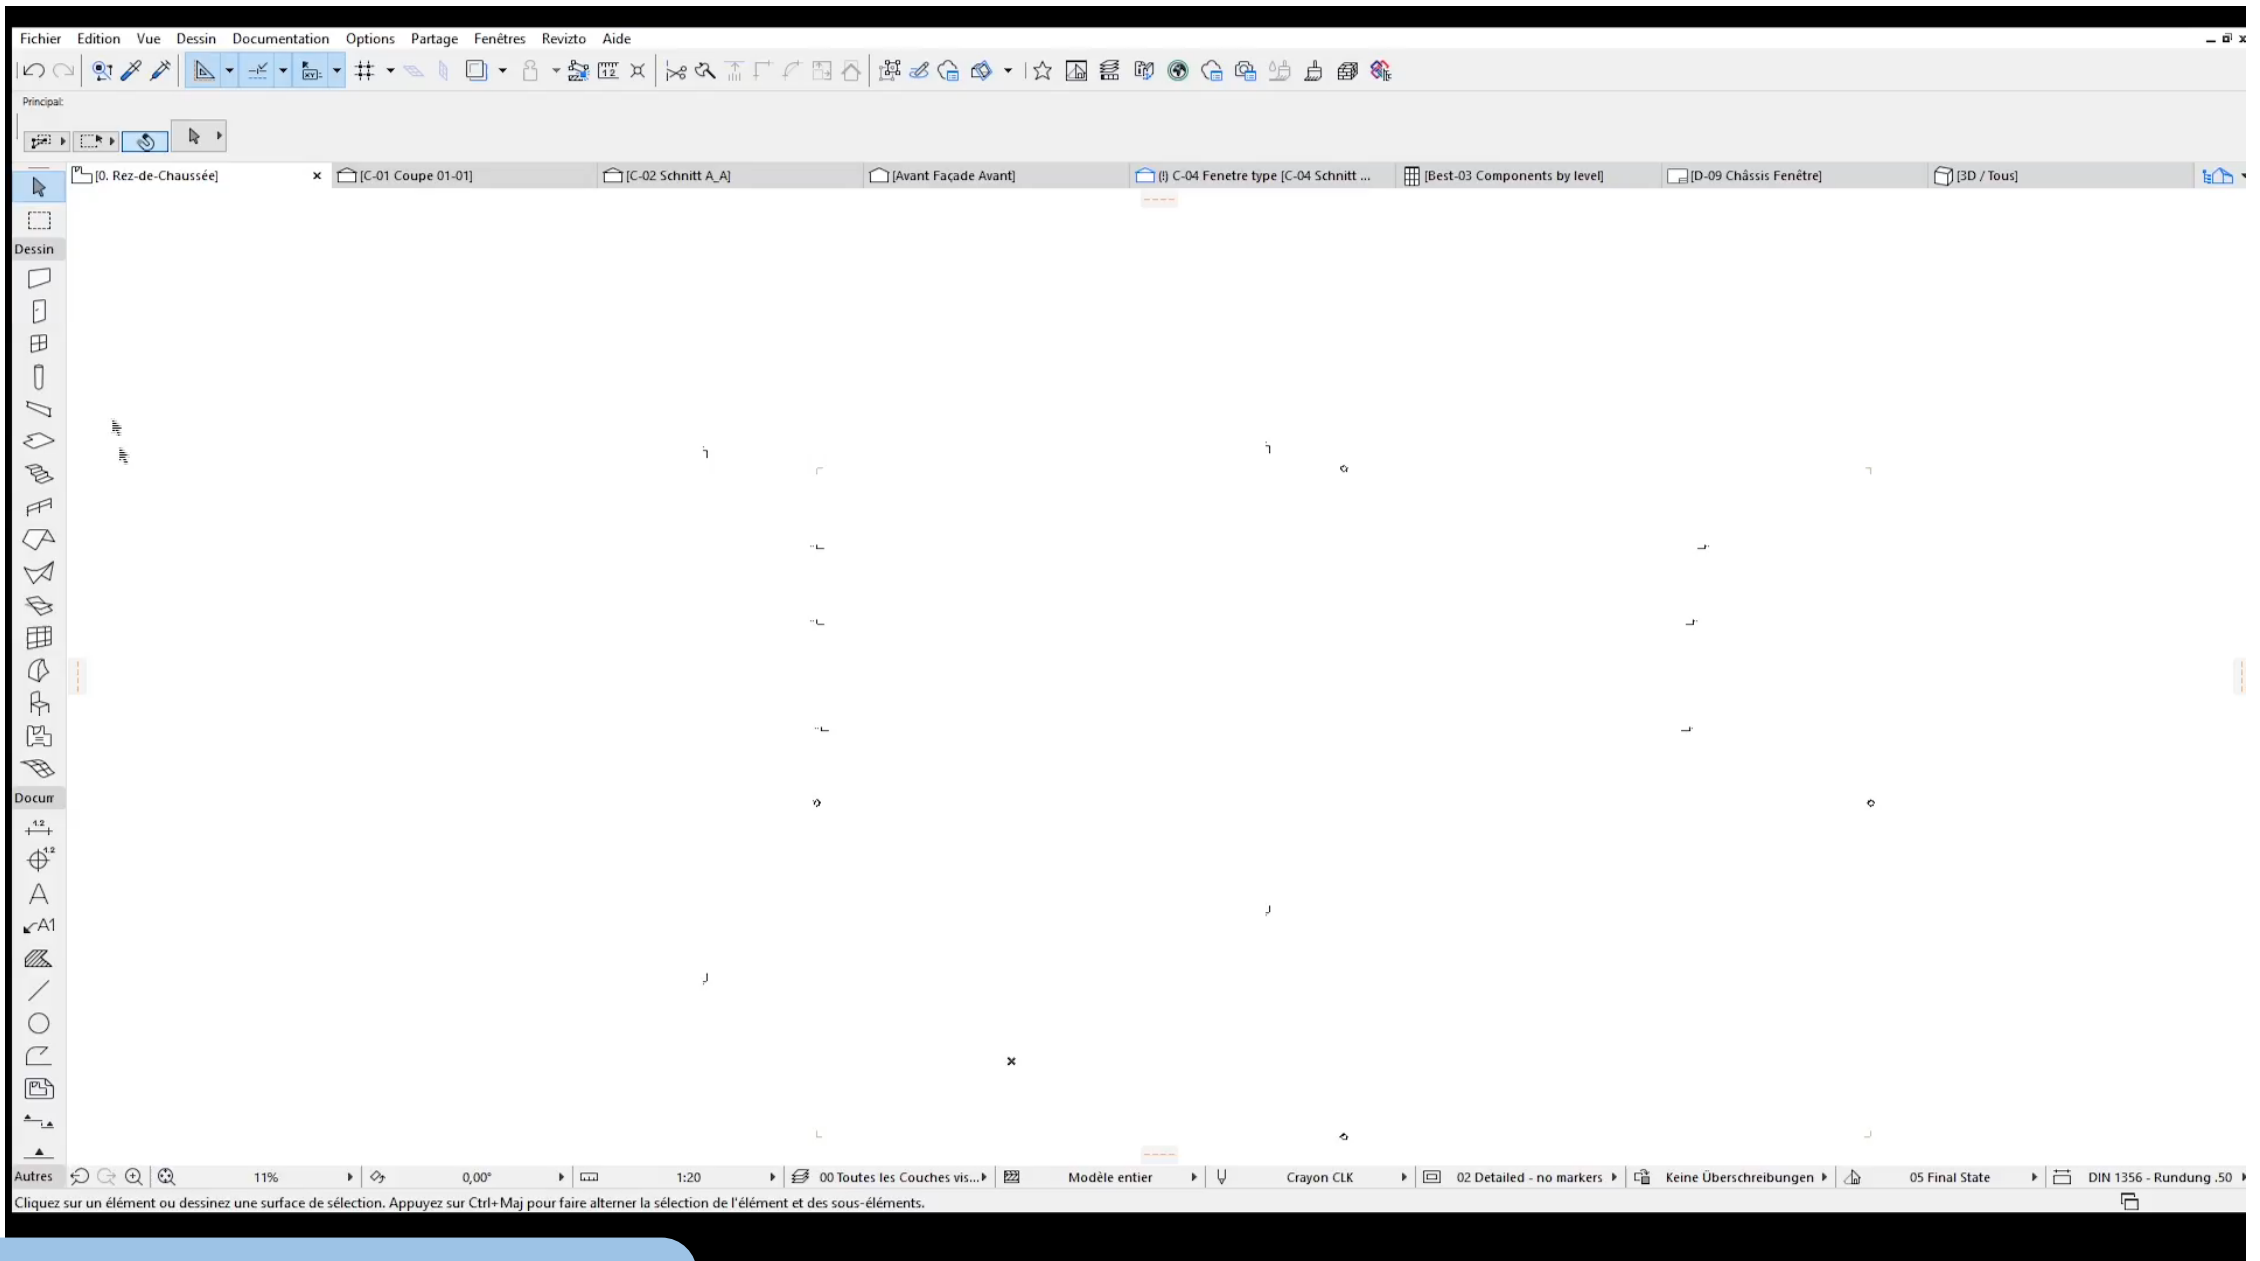 Fichier Edition Vue Dessin Documentation Options Partage Fenêtres Revizto Aide
Principal:
[0. Rez-de-Chaussée] [C-01 Coupe 01-01] [C-02 Schnitt A_A] [Avant Façade Avant] (!) C-04 Fenetre type [C-04 Schnitt ... [Best-03 Components by level] [D-09 Châssis Fenêtre] [3D / Tous]
Dessin
Docum
1.2
1.2
A
A1
Autres 11% 0,00° 1:20 00 Toutes les Couches vis... Modèle entier Crayon CLK 02 Detailed - no markers Keine Überschreibungen 05 Final State DIN 1356 - Rundung .50
Cliquez sur un élément ou dessinez une surface de sélection. Appuyez sur Ctrl+Maj pour faire alterner la sélection de l'élément et des sous-éléments.